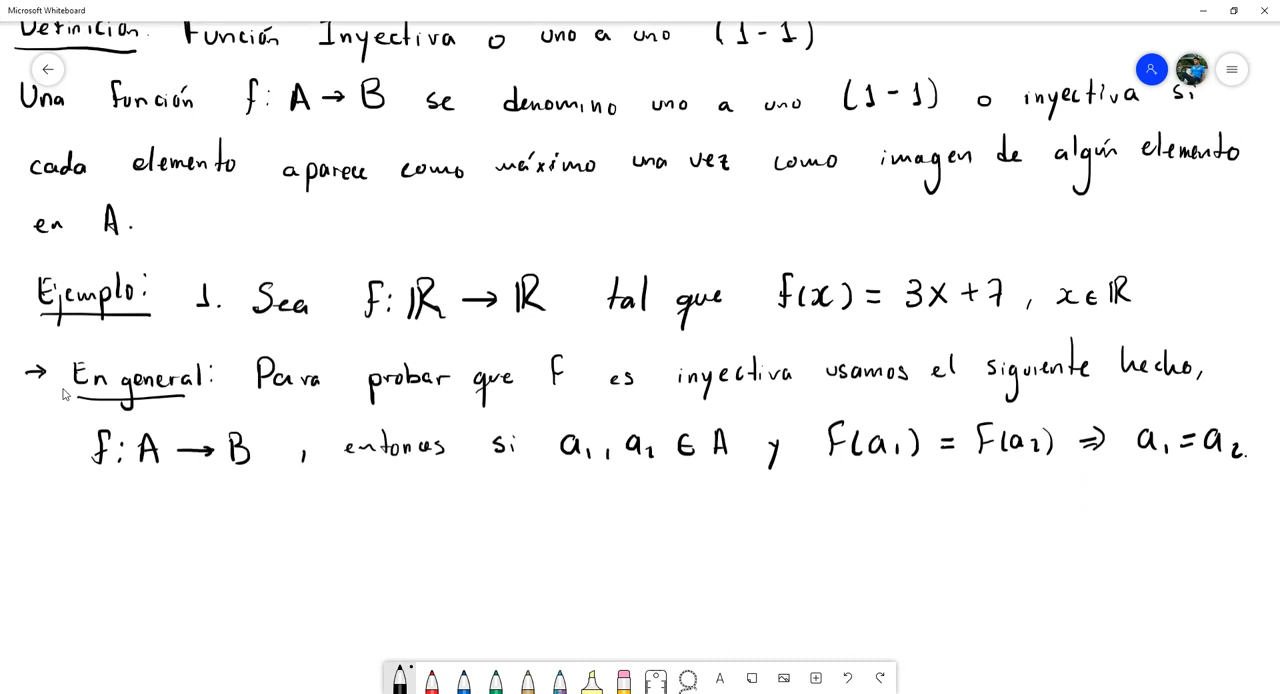 Microsoft Whiteboard
Definición. Función Inyectiva o uno a uno (1-1)
Una función f: A → B se denomino uno a uno (1-1) o inyectiva si
cada elemento aparece como máximo una vez como imagen de algún elemento
en A.
Ejemplo: 1. Sea f: ℝ → ℝ tal que f(x) = 3x+7, x ∈ ℝ
→ En general: Para probar que F es inyectiva usamos el siguiente hecho,
f: A → B, entonces si a₁, a₂ ∈ A y F(a₁) = F(a₂) ⇒ a₁ = a₂.
A